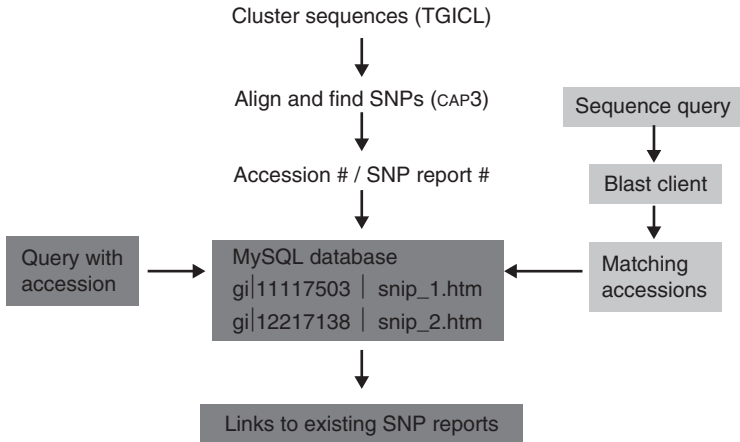 Cluster sequences (TGICL)
Align and find SNPs (CAP3)
Sequence query
Accession # / SNP report #
Blast client
Query with
accession
MySQL database
gi|11117503 | snip_1.htm
gi|12217138 | snip_2.htm
Matching
accessions
Links to existing SNP reports